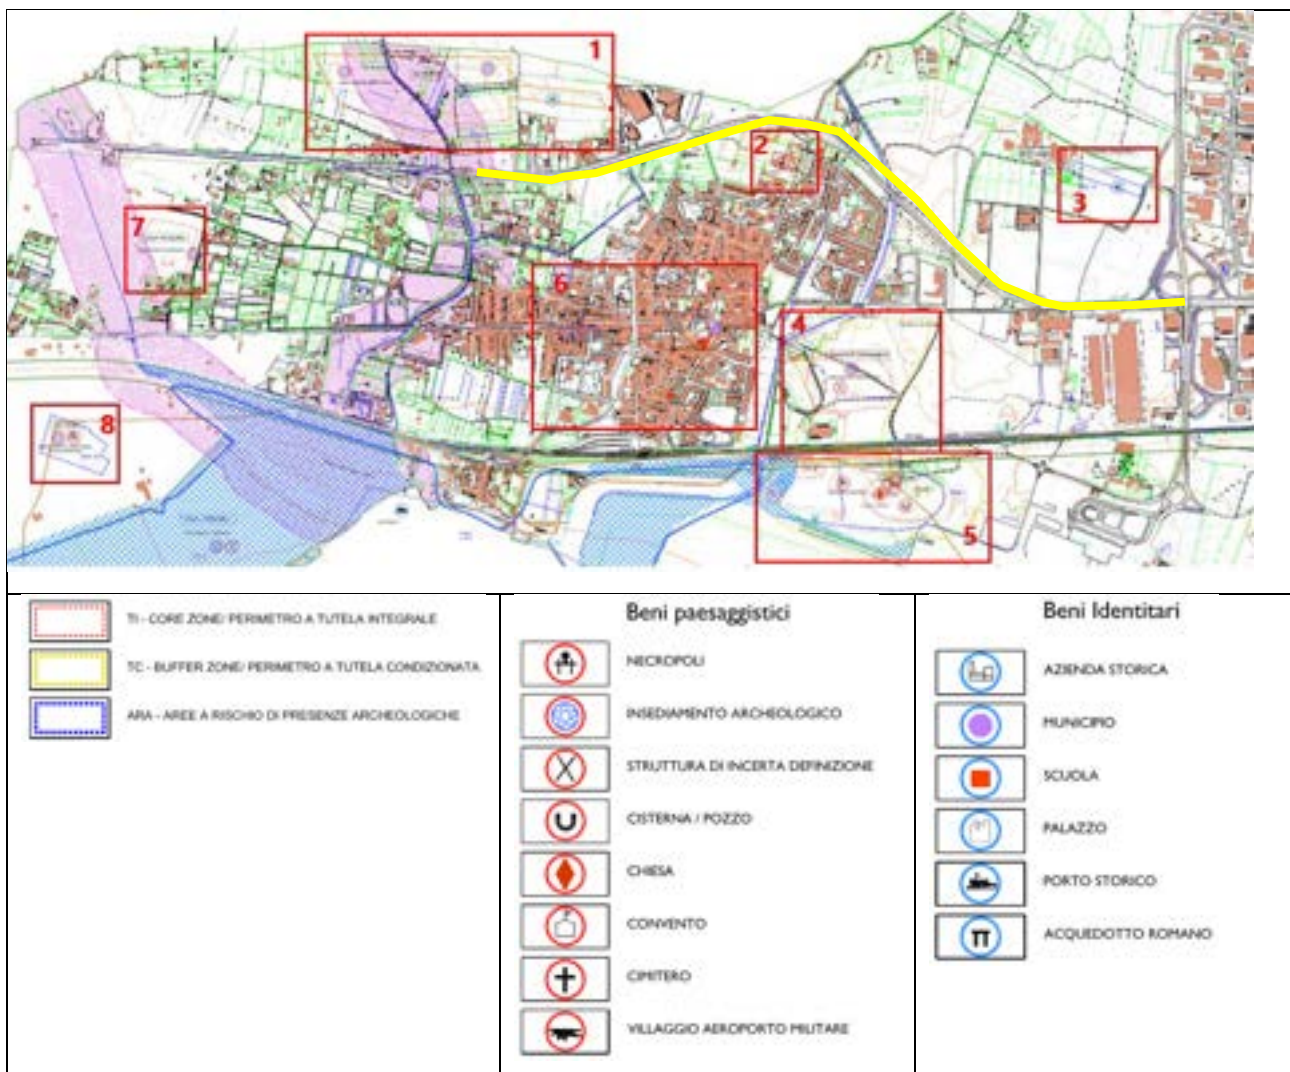 1
2
3
7
6
4
8
5
TI - CORE ZONE/ PERIMETRO A TUTELA INTEGRALE
TC - BUFFER ZONE/ PERIMETRO A TUTELA CONDIZIONATA
ARA - AREE A RISCHIO DI PRESENZE ARCHEOLOGICHE
Beni paesaggistici
NECROPOLI
INSEDIAMENTO ARCHEOLOGICO
STRUTTURA DI INCERTA DEFINIZIONE
CISTERNA / POZZO
CHIESA
CONVENTO
CIMITERO
VILLAGGIO AEROPORTO MILITARE
Beni Identitari
AZIENDA STORICA
MUNICIPIO
SCUOLA
PALAZZO
PORTO STORICO
ACQUEDOTTO ROMANO